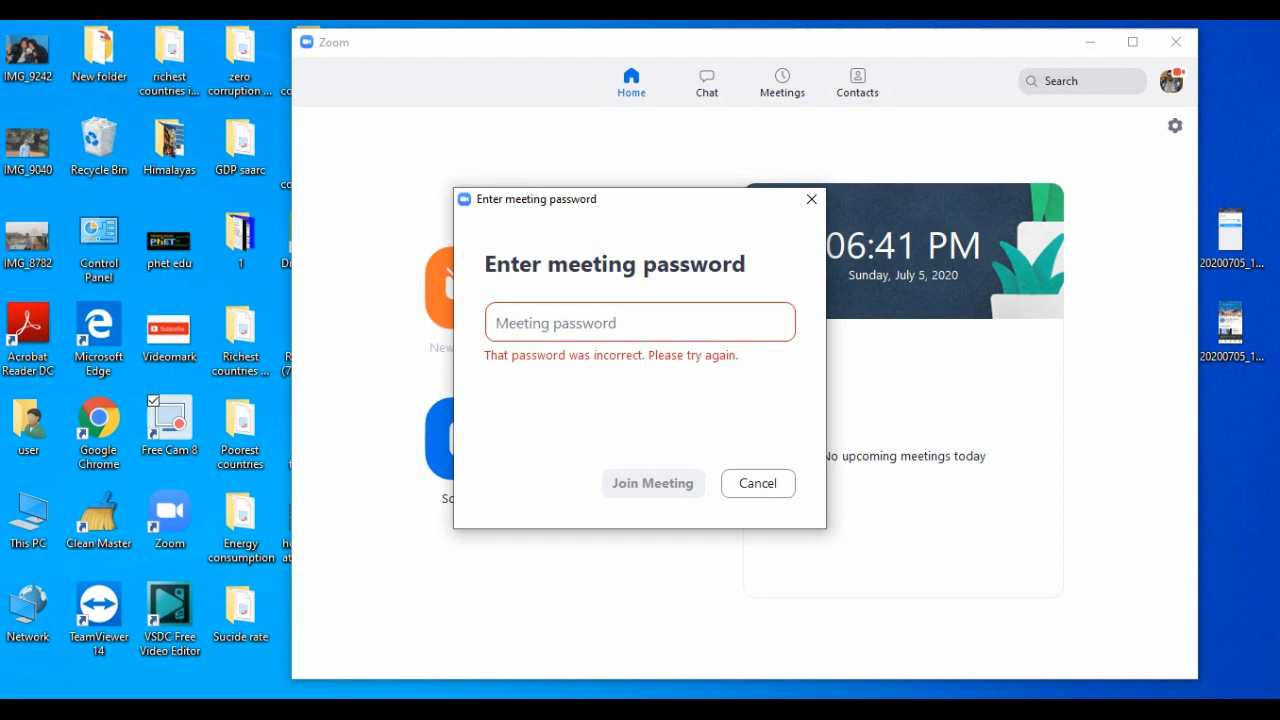 IMG_9242
New folder
richest
countries i...
zero
corruption ...
IMG_9040
Recycle Bin
Himalayas
GDP saarc
IMG_8782
Control
Panel
phet edu
1
Acrobat
Reader DC
Microsoft
Edge
Subscribe
Videomark
Richest
countries ...
user
Google
Chrome
Free Cam 8
Poorest
countries
This PC
Clean Master
Zoom
Energy
consumption
Network
TeamViewer
14
VSDC Free
Video Editor
Sucide rate
Zoom
Home
Chat
Meetings
Contacts
Search
Enter meeting password
Enter meeting password
Meeting password
That password was incorrect. Please try again.
Join Meeting
Cancel
06:41 PM
Sunday, July 5, 2020
No upcoming meetings today
20200705_1...
20200705_1...